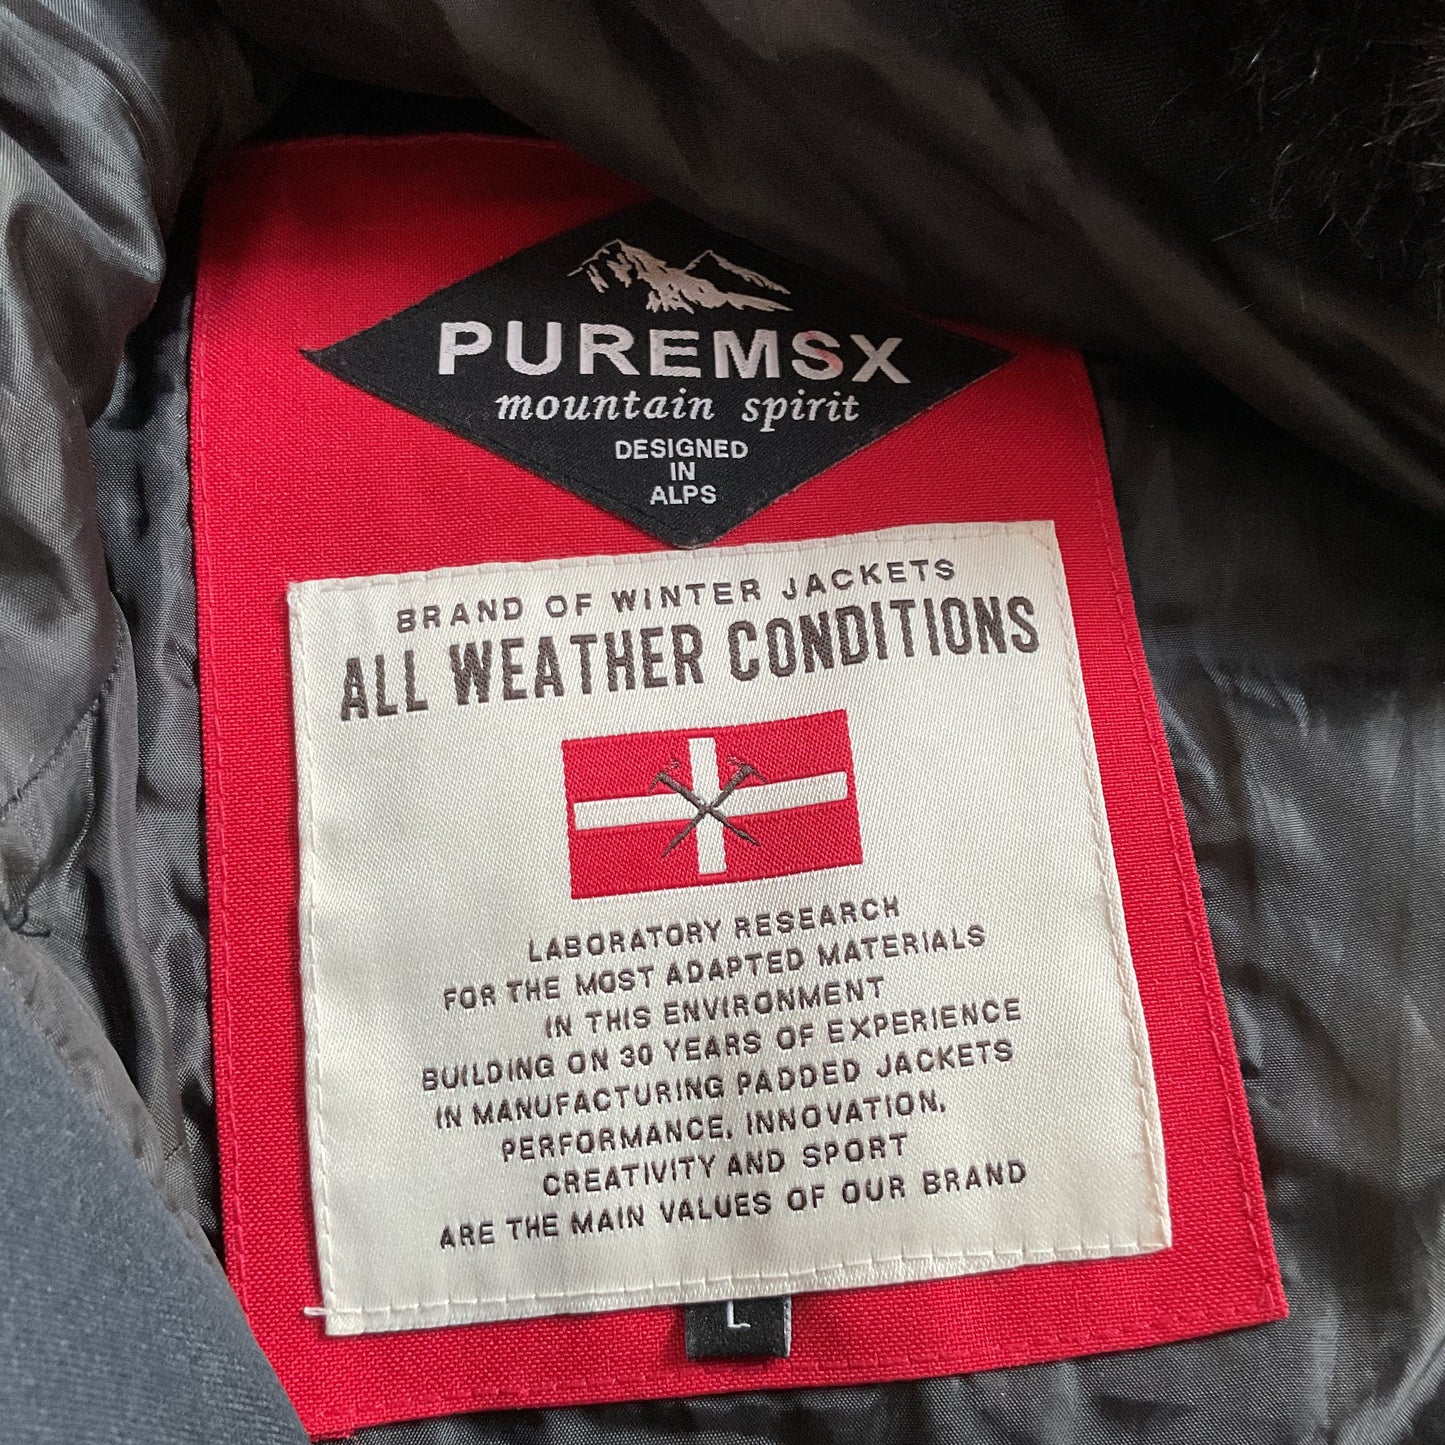 PUREMSX
mountain spirit
DESIGNED
IN
ALPS
BRAND OF WINTER JACKETS
ALL WEATHER CONDITIONS
LABORATORY RESEARCH
FOR THE MOST ADAPTED MATERIALS
IN THIS ENVIRONMENT
BUILDING ON 30 YEARS OF EXPERIENCE
IN MANUFACTURING PADDED JACKETS
PERFORMANCE, INNOVATION,
CREATIVITY AND SPORT
ARE THE MAIN VALUES OF OUR BRAND
L